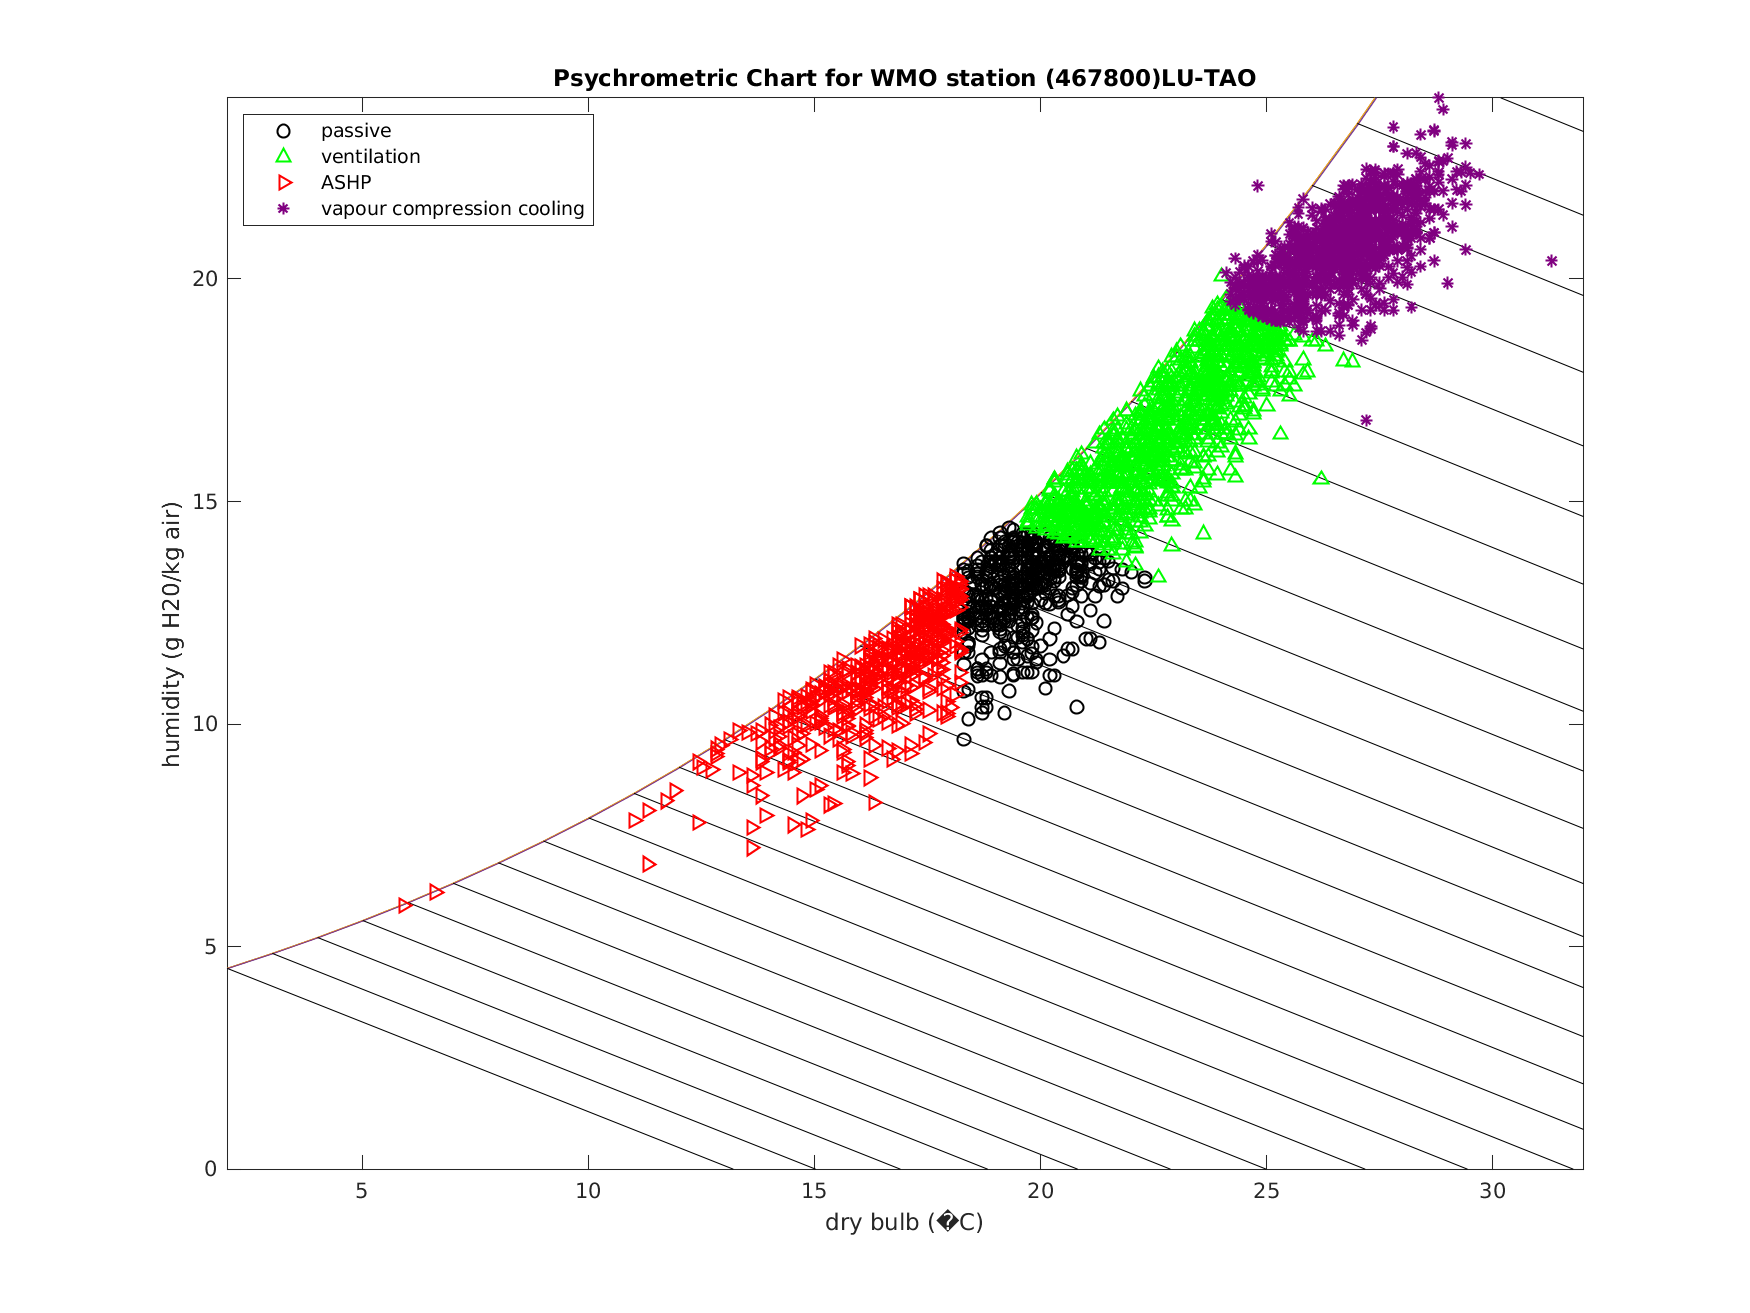 Psychrometric Chart for WMO station (467800)LU-TAO
passive
ventilation
ASHP
vapour compression cooling
20
15
10
5
0
humidity (g H20/kg air)
5
10
15
20
25
30
dry bulb (�C)